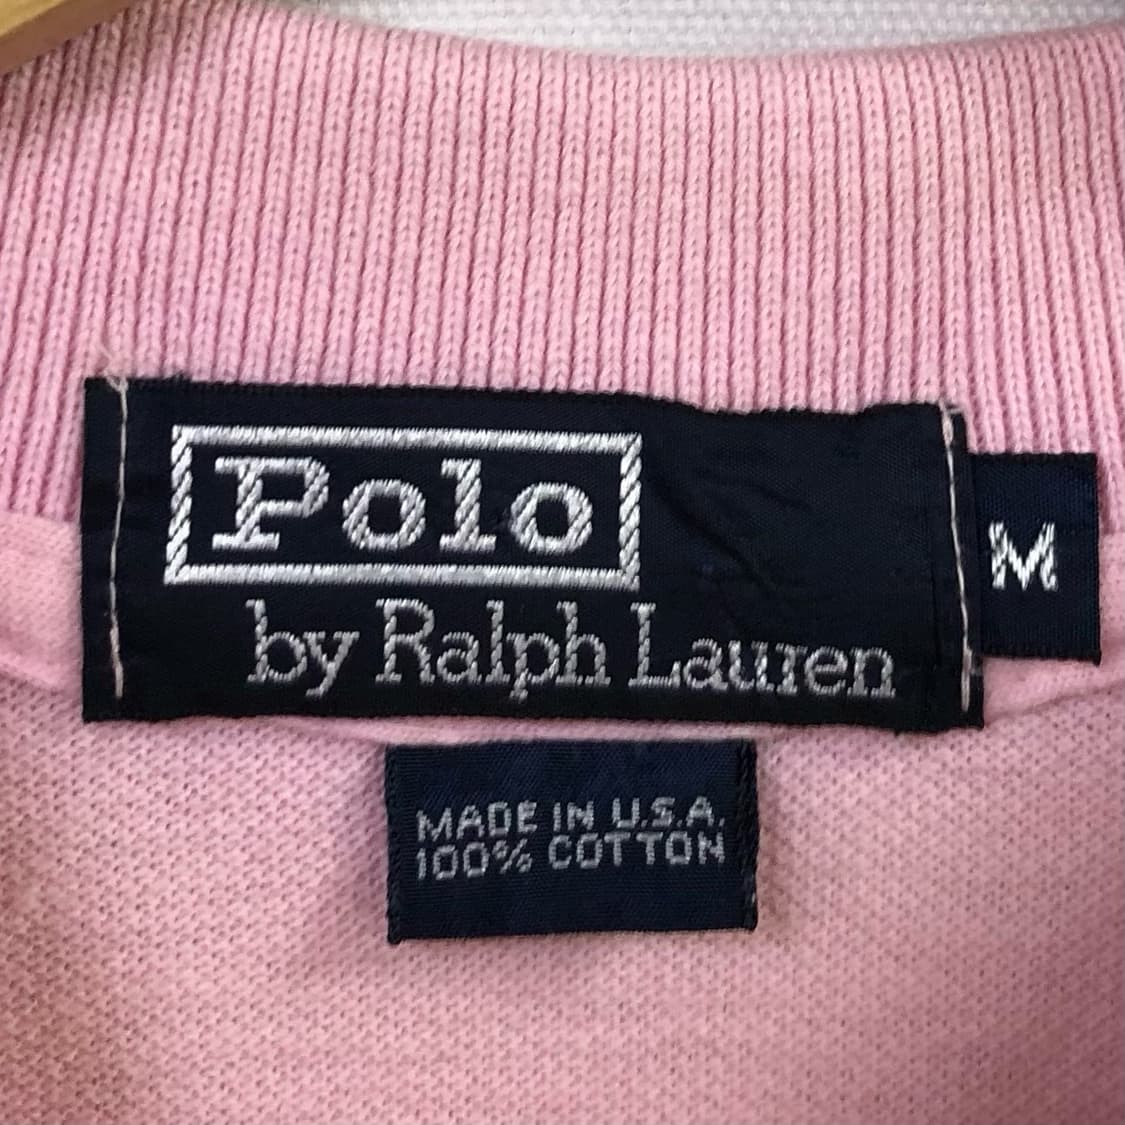 Polo
by Ralph Lauren
M
MADE IN U.S.A.
100% COTTON